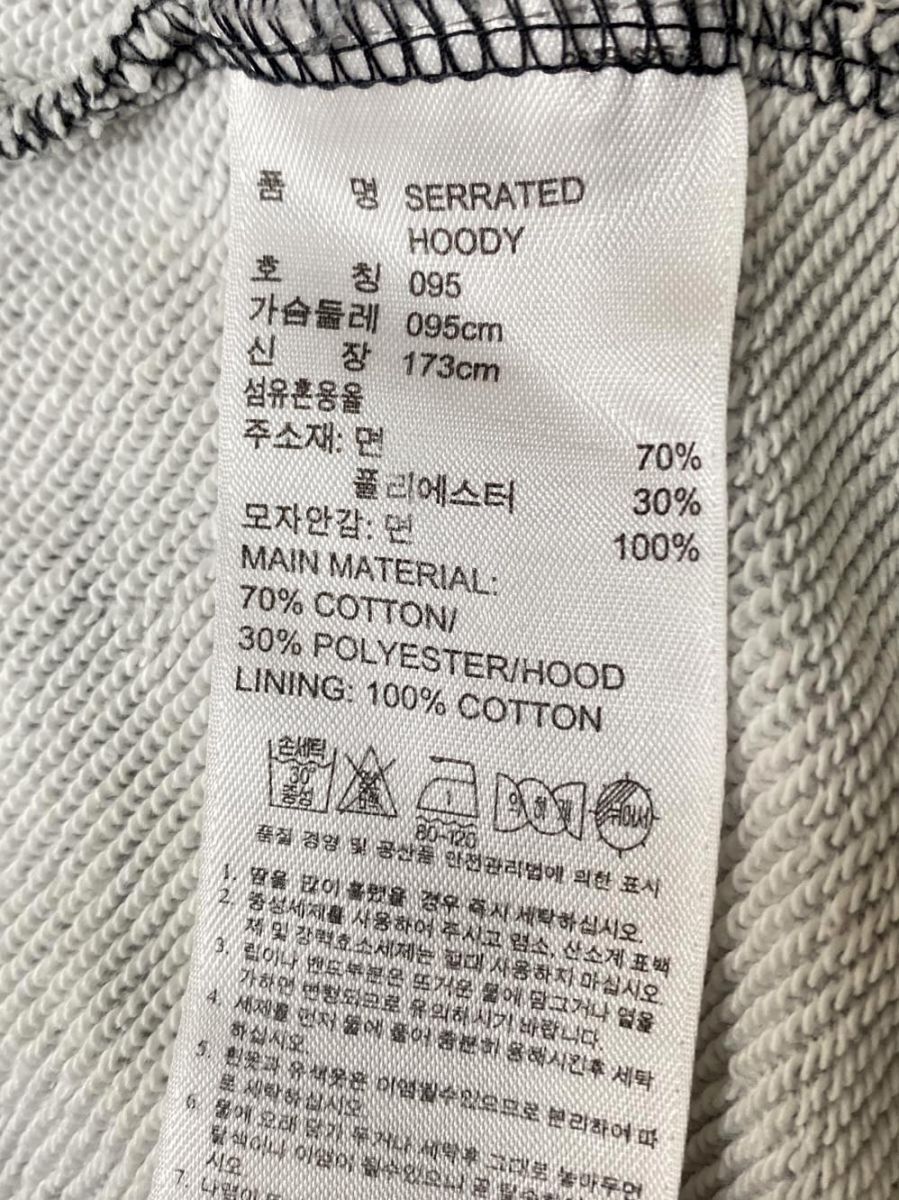 품 명 SERRATED
HOODY
호 칭 095
가슴둘레 095cm
신 장 173cm
섬유혼용율
주소재: 면 70%
폴리에스터 30%
모자안감: 면 100%
MAIN MATERIAL:
70% COTTON/
30% POLYESTER/HOOD
LINING: 100% COTTON
손세탁
30°
중성
80~120
품질 경영 및 공산품 안전관리법에 의한 표시
1. 땀을 많이 흘렸을 경우 즉시 세탁하십시오.
2. 중성세제를 사용하여 주시고 염소, 산소계 표백
제 및 강력효소세제는 절대 사용하지 마십시오
3. 립이나 밴드부분은 뜨거운 물에 담그거나 열을
가하면 변형되므로 유의하시기 바랍니다.
4. 세제를 먼저 물에 풀어 충분히 용해시킨후 세탁
하십시오
5. 흰옷과 유색옷은 이염될수있으므로 분리하여 따
로 세탁하십시오
6. 물에 오래 담가 두거나 세탁후 그대로 놓아두면
탈색이나 이염이 될수있으니 곧 탈수하여
시오
7.